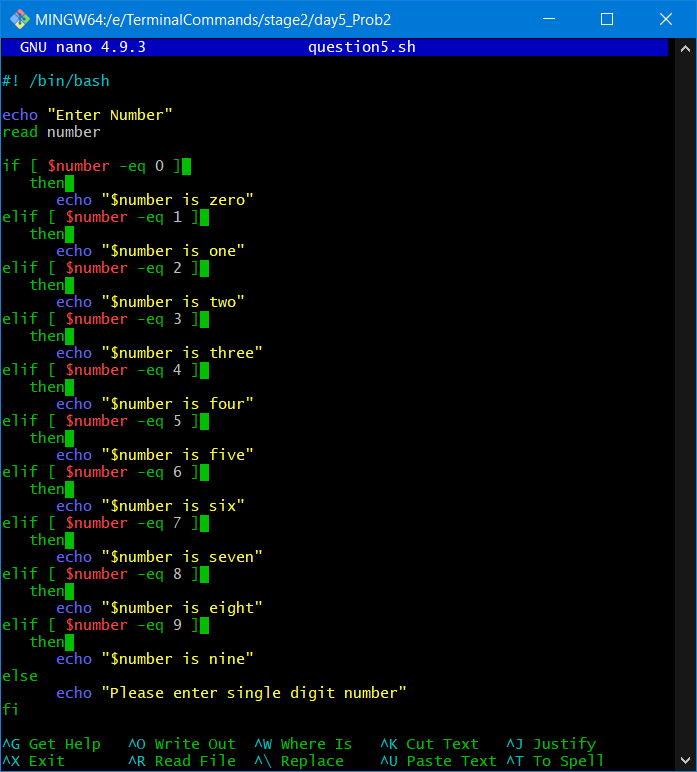 MINGW64:/e/TerminalCommands/stage2/day5_Prob2
GNU nano 4.9.3 question5.sh
#! /bin/bash
echo "Enter Number"
read number
if [ $number -eq 0 ]
then
echo "$number is zero"
elif [ $number -eq 1 ]
then
echo "$number is one"
elif [ $number -eq 2 ]
then
echo "$number is two"
elif [ $number -eq 3 ]
then
echo "$number is three"
elif [ $number -eq 4 ]
then
echo "$number is four"
elif [ $number -eq 5 ]
then
echo "$number is five"
elif [ $number -eq 6 ]
then
echo "$number is six"
elif [ $number -eq 7 ]
then
echo "$number is seven"
elif [ $number -eq 8 ]
then
echo "$number is eight"
elif [ $number -eq 9 ]
then
echo "$number is nine"
else
echo "Please enter single digit number"
fi
^G Get Help ^O Write Out ^W Where Is ^K Cut Text ^J Justify
^X Exit ^R Read File ^\ Replace ^U Paste Text ^T To Spell